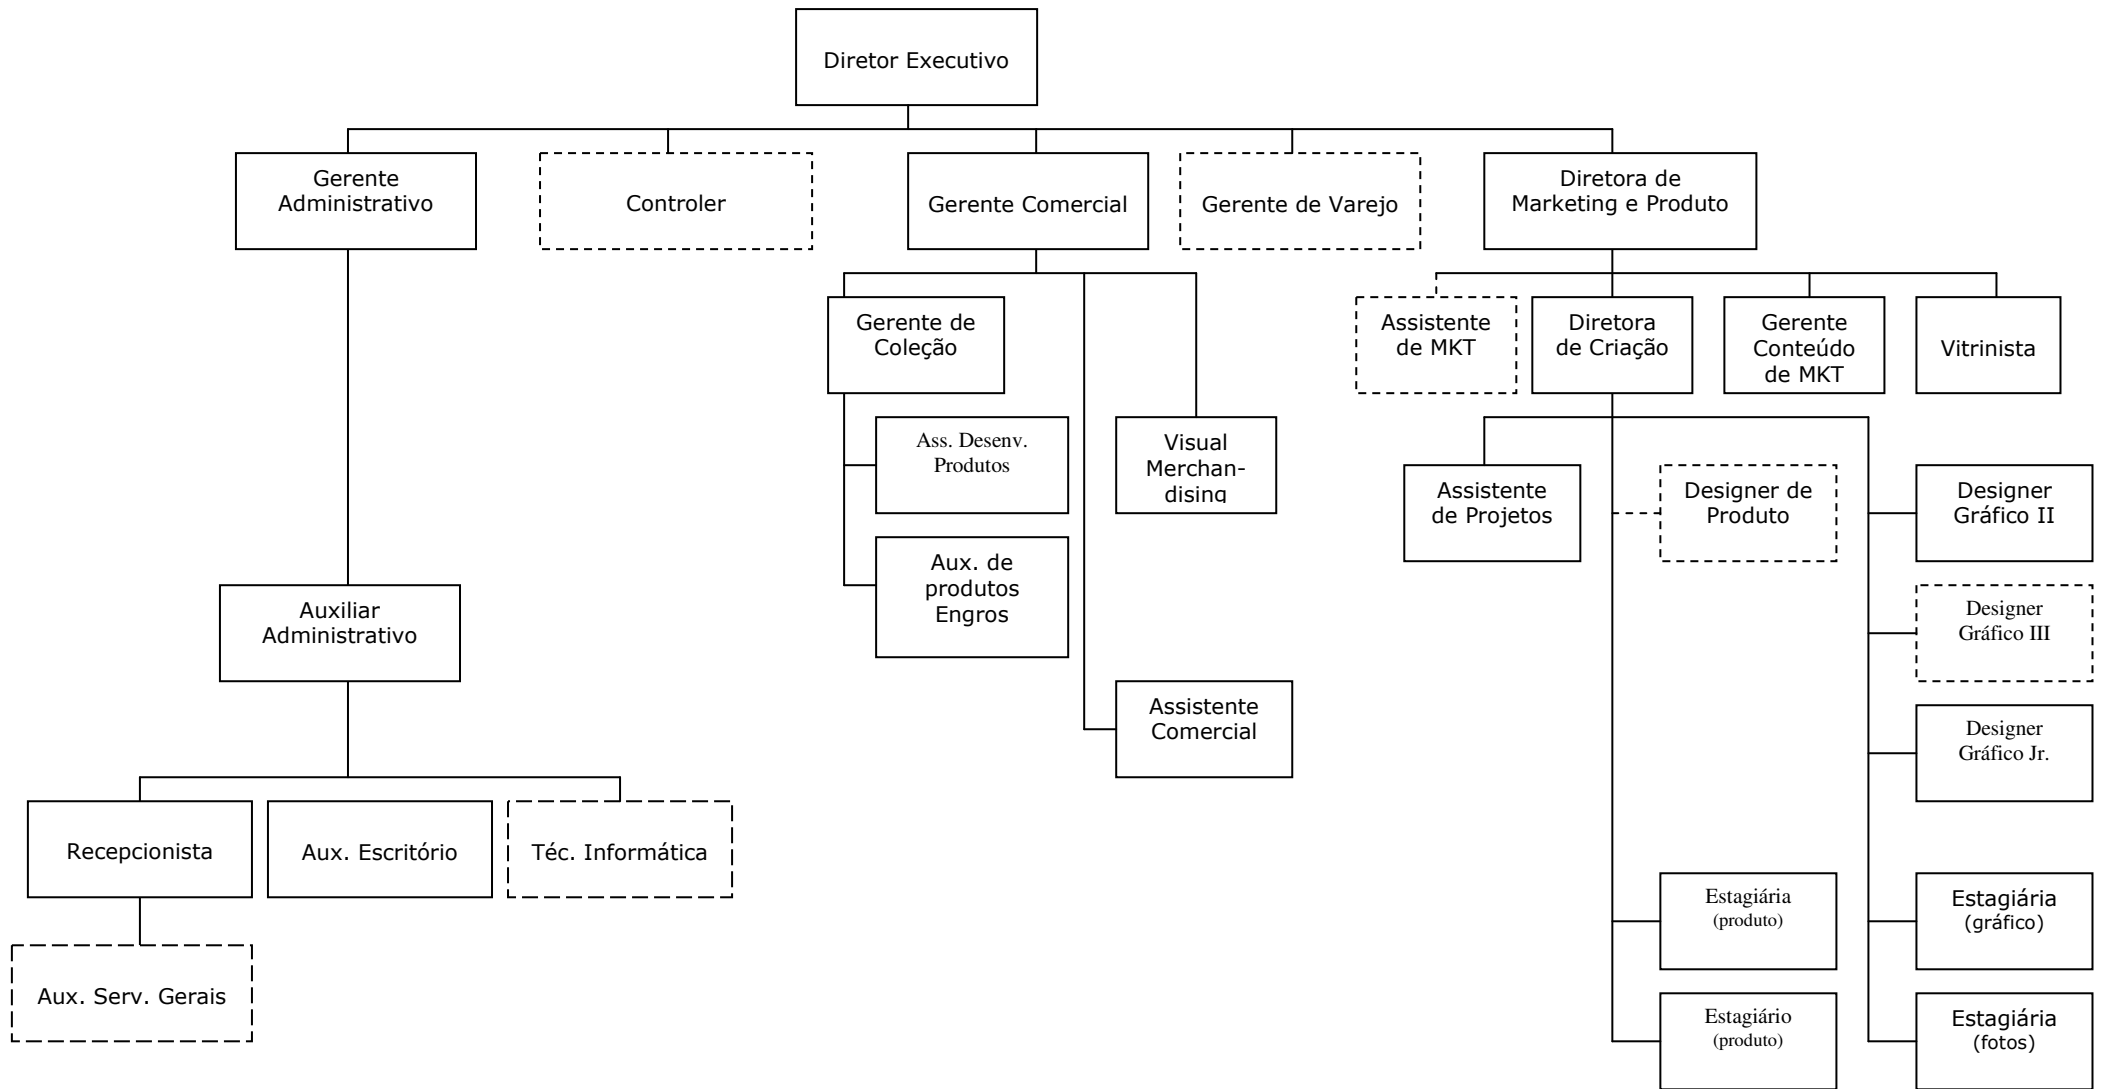 Diretor Executivo
Gerente
Administrativo
Controler
Gerente Comercial
Gerente de Varejo
Diretora de
Marketing e Produto
Gerente de
Coleção
Assistente
de MKT
Diretora
de Criação
Gerente
Conteúdo
de MKT
Vitrinista
Ass. Desenv.
Produtos
Visual
Merchan-
dising
Assistente
de Projetos
Designer de
Produto
Designer
Gráfico II
Aux. de
produtos
Engros
Designer
Gráfico III
Auxiliar
Administrativo
Assistente
Comercial
Designer
Gráfico Jr.
Recepcionista
Aux. Escritório
Téc. Informática
Estagiária
(produto)
Estagiária
(gráfico)
Aux. Serv. Gerais
Estagiário
(produto)
Estagiária
(fotos)